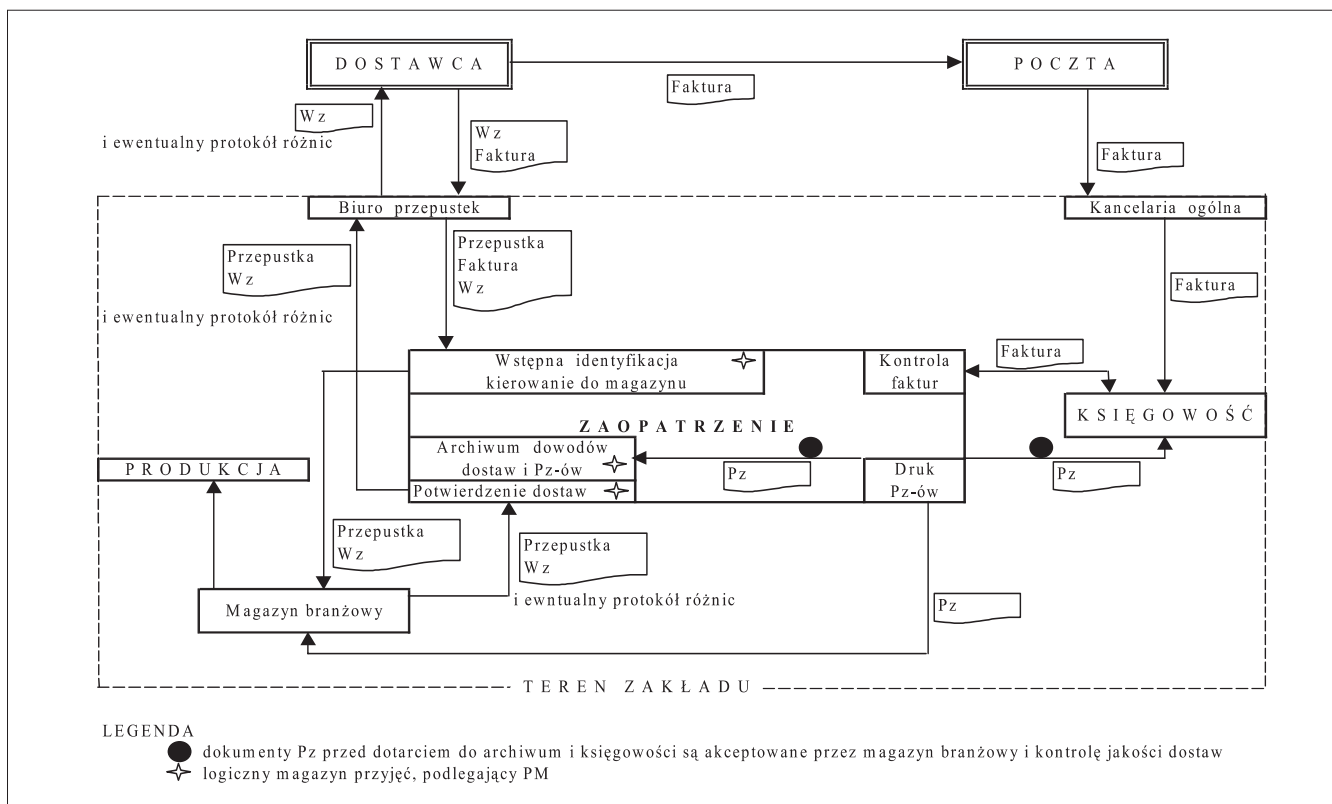 DOSTAWCA
POCZTA
Faktura
Wz
i ewentualny protokół różnic
Wz
Faktura
Faktura
Biuro przepustek
Kancelaria ogólna
Przepustka
Wz
i ewentualny protokół różnic
Przepustka
Faktura
Wz
Faktura
Wstępna identyfikacja
kierowanie do magazynu
Kontrola
faktur
Faktura
KSIĘGOWOŚĆ
ZAOPATRZENIE
Archiwum dowodów
dostaw i Pz-ów
Potwierdzenie dostaw
Pz
Druk
Pz-ów
Pz
PRODUKCJA
Przepustka
Wz
Przepustka
Wz
i ewntualny protokół różnic
Magazyn branżowy
Pz
TEREN ZAKŁADU
LEGENDA
dokumenty Pz przed dotarciem do archiwum i księgowości są akceptowane przez magazyn branżowy i kontrolę jakości dostaw
logiczny magazyn przyjęć, podlegający PM